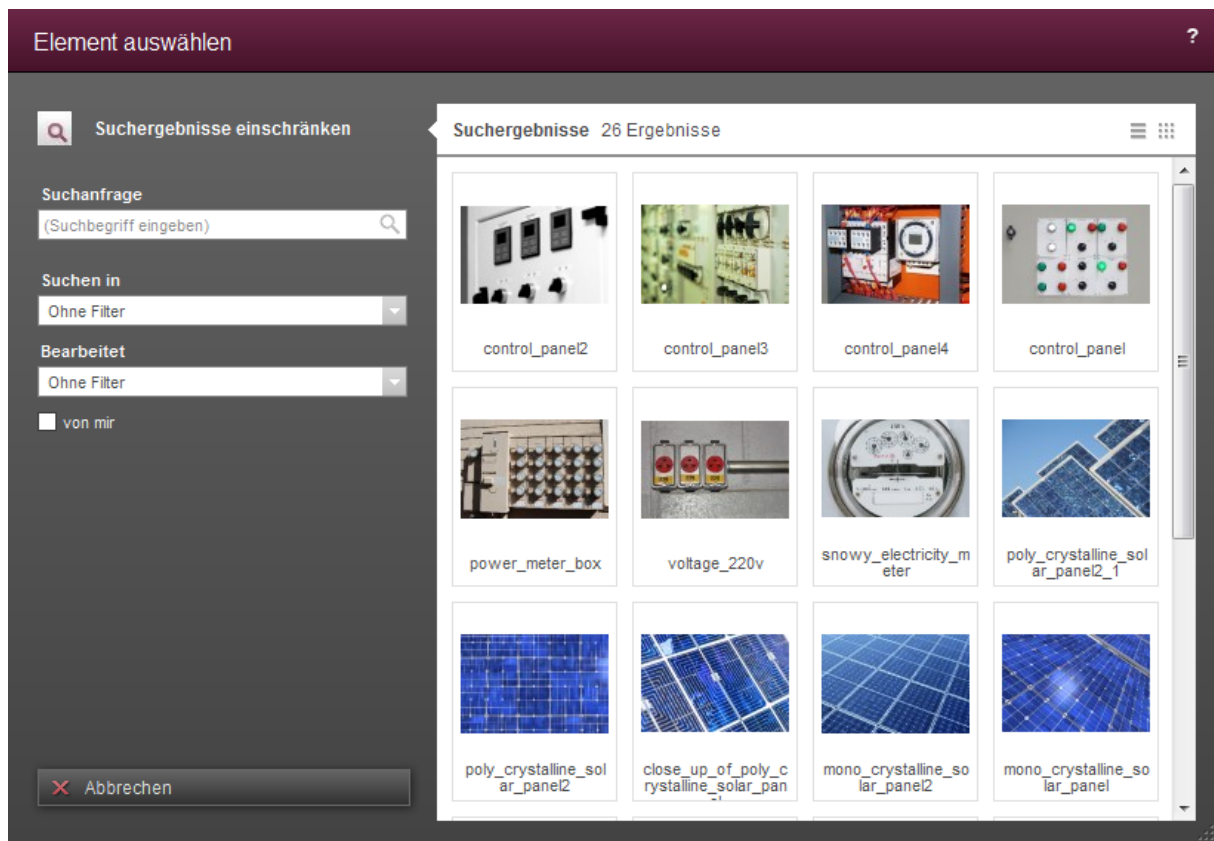 Element auswählen
?
Suchergebnisse einschränken
Suchanfrage
(Suchbegriff eingeben)
Suchen in
Ohne Filter
Bearbeitet
Ohne Filter
von mir
Abbrechen
Suchergebnisse 26 Ergebnisse
control_panel2
control_panel3
control_panel4
control_panel
power_meter_box
voltage_220v
snowy_electricity_m
eter
poly_crystalline_sol
ar_panel2_1
poly_crystalline_sol
ar_panel2
close_up_of_poly_c
rystalline_solar_pan
mono_crystalline_so
lar_panel2
mono_crystalline_so
lar_panel